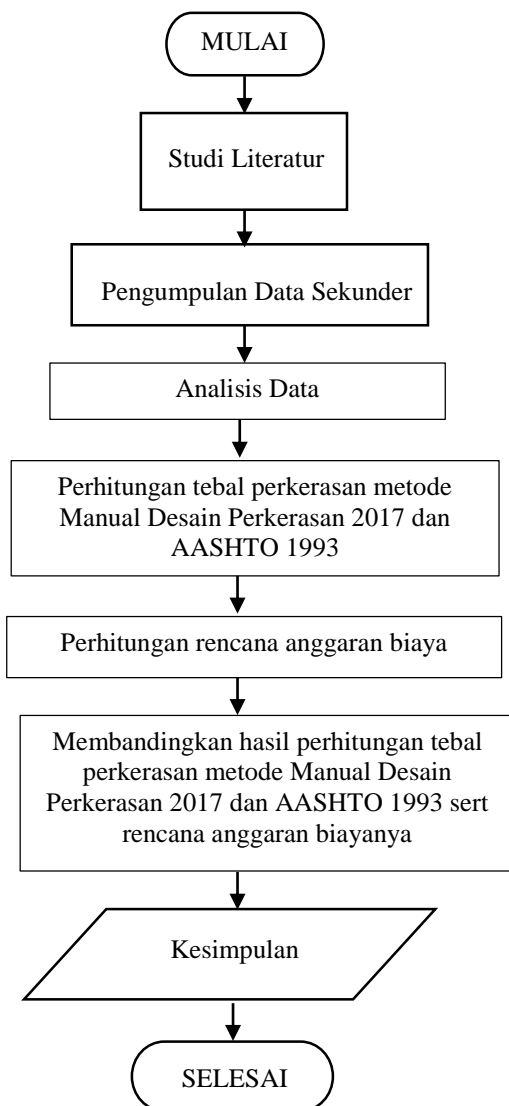 MULAI
Studi Literatur
Pengumpulan Data Sekunder
Analisis Data
Perhitungan tebal perkerasan metode
Manual Desain Perkerasan 2017 dan
AASHTO 1993
Perhitungan rencana anggaran biaya
Membandingkan hasil perhitungan tebal
perkerasan metode Manual Desain
Perkerasan 2017 dan AASHTO 1993 sert
rencana anggaran biayanya
Kesimpulan
SELESAI